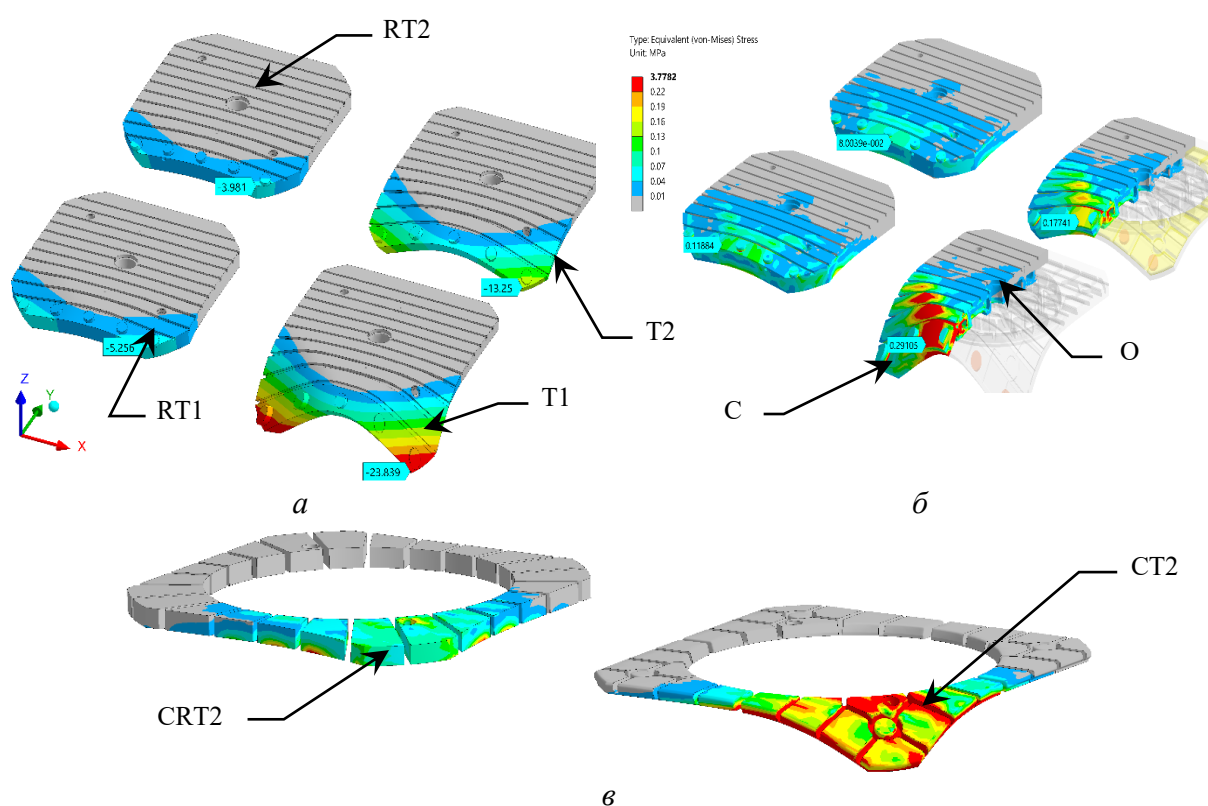 RT2
Type: Equivalent (von-Mises) Stress
Unit: MPa
3.7782
0.22
0.19
0.16
0.13
0.1
0.07
0.04
0.01
-3.981
8.0039e-002
0.17741
0.11884
-13.25
T2
-5.256
0.29105
O
Z
Y
X
RT1
T1
C
-23.839
а
б
CT2
CRT2
в